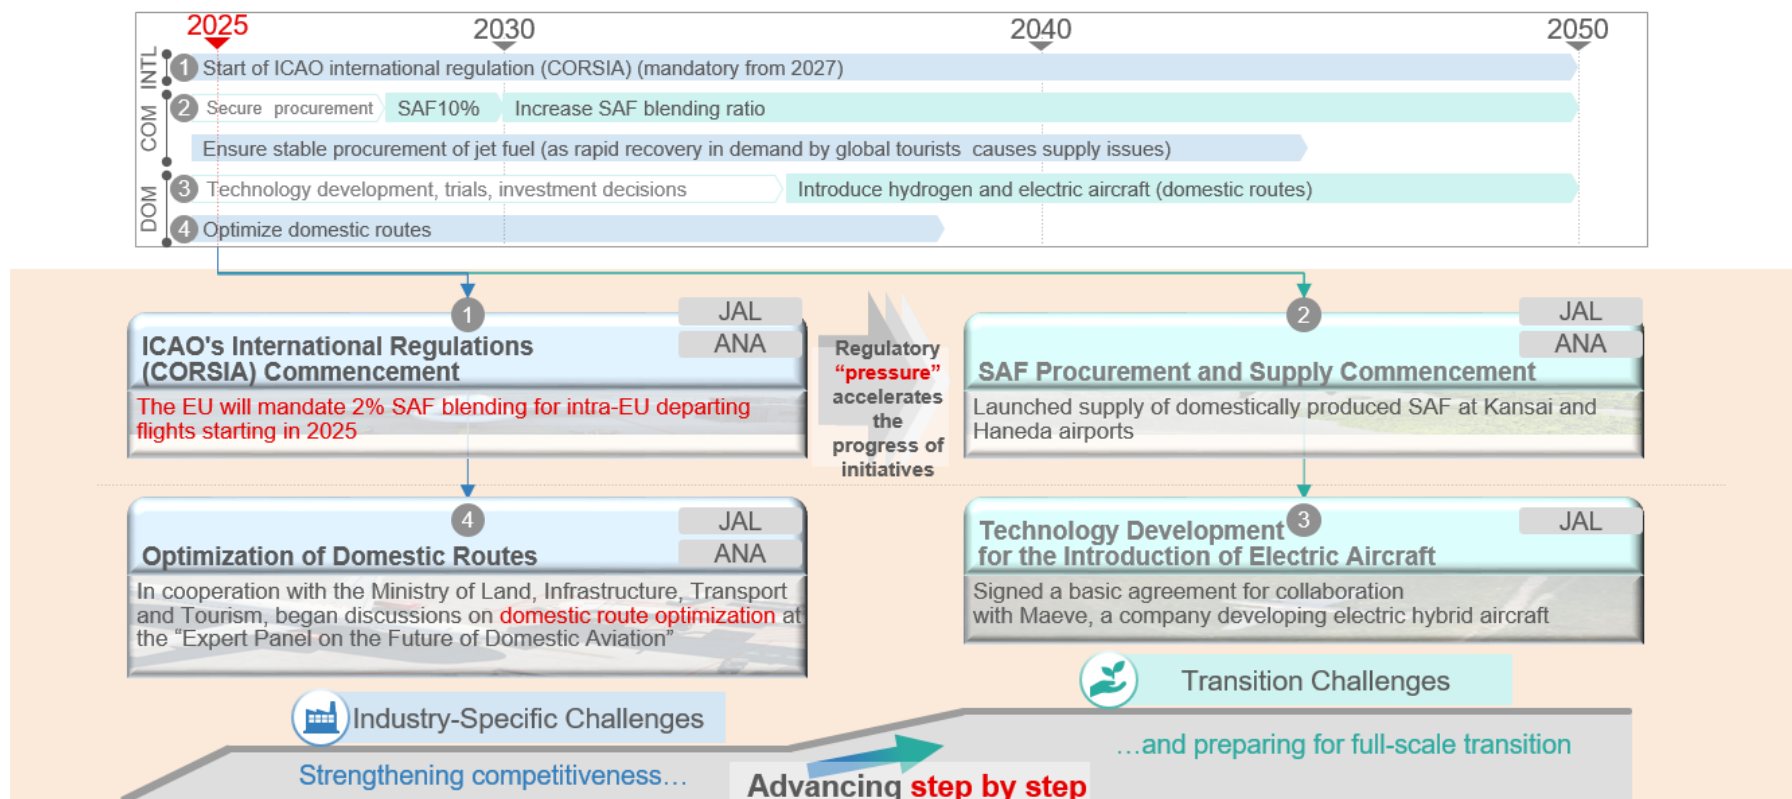 2025
2030
2040
2050
INTL
1 Start of ICAO international regulation (CORSIA) (mandatory from 2027)
COM
2 Secure procurement SAF10% Increase SAF blending ratio
Ensure stable procurement of jet fuel (as rapid recovery in demand by global tourists causes supply issues)
DOM
3 Technology development, trials, investment decisions Introduce hydrogen and electric aircraft (domestic routes)
4 Optimize domestic routes
1
JAL
ANA
ICAO's International Regulations
(CORSIA) Commencement
The EU will mandate 2% SAF blending for intra-EU departing
flights starting in 2025
Regulatory
“pressure”
accelerates
the
progress of
initiatives
2
JAL
ANA
SAF Procurement and Supply Commencement
Launched supply of domestically produced SAF at Kansai and
Haneda airports
4
JAL
ANA
Optimization of Domestic Routes
In cooperation with the Ministry of Land, Infrastructure, Transport
and Tourism, began discussions on domestic route optimization at
the “Expert Panel on the Future of Domestic Aviation”
3
JAL
Technology Development
for the Introduction of Electric Aircraft
Signed a basic agreement for collaboration
with Maeve, a company developing electric hybrid aircraft
Industry-Specific Challenges
Strengthening competitiveness…
Transition Challenges
…and preparing for full-scale transition
Advancing step by step